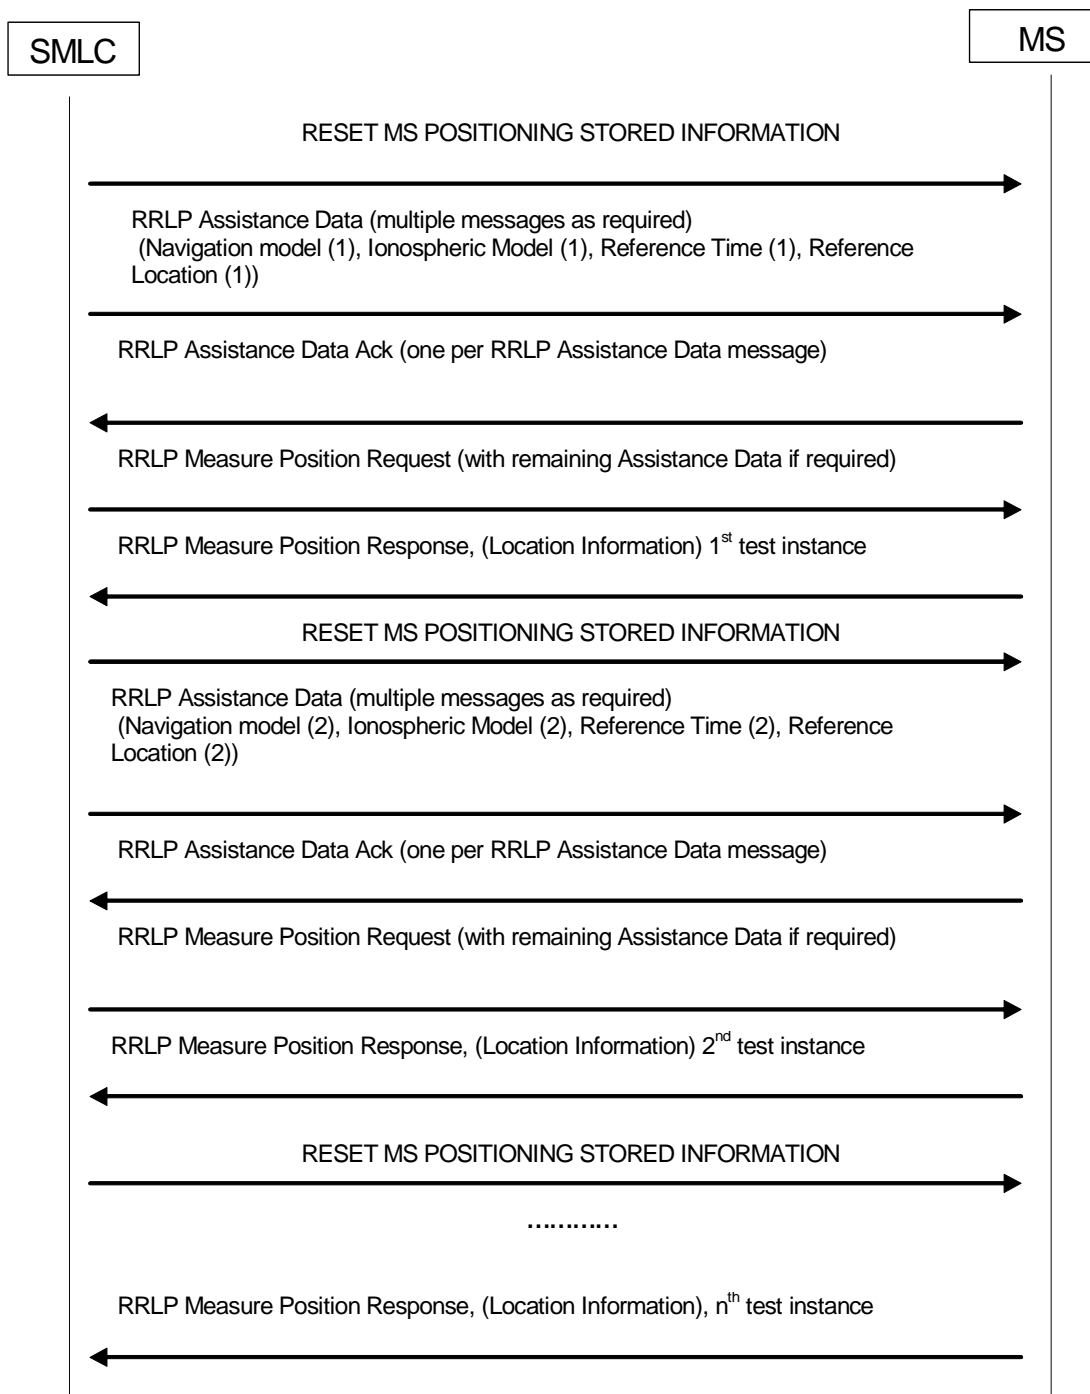 SMLC
MS
RESET MS POSITIONING STORED INFORMATION
RRLP Assistance Data (multiple messages as required)
(Navigation model (1), Ionospheric Model (1), Reference Time (1), Reference
Location (1))
RRLP Assistance Data Ack (one per RRLP Assistance Data message)
RRLP Measure Position Request (with remaining Assistance Data if required)
RRLP Measure Position Response, (Location Information) 1st test instance
RESET MS POSITIONING STORED INFORMATION
RRLP Assistance Data (multiple messages as required)
(Navigation model (2), Ionospheric Model (2), Reference Time (2), Reference
Location (2))
RRLP Assistance Data Ack (one per RRLP Assistance Data message)
RRLP Measure Position Request (with remaining Assistance Data if required)
RRLP Measure Position Response, (Location Information) 2nd test instance
RESET MS POSITIONING STORED INFORMATION
…………
RRLP Measure Position Response, (Location Information), nth test instance